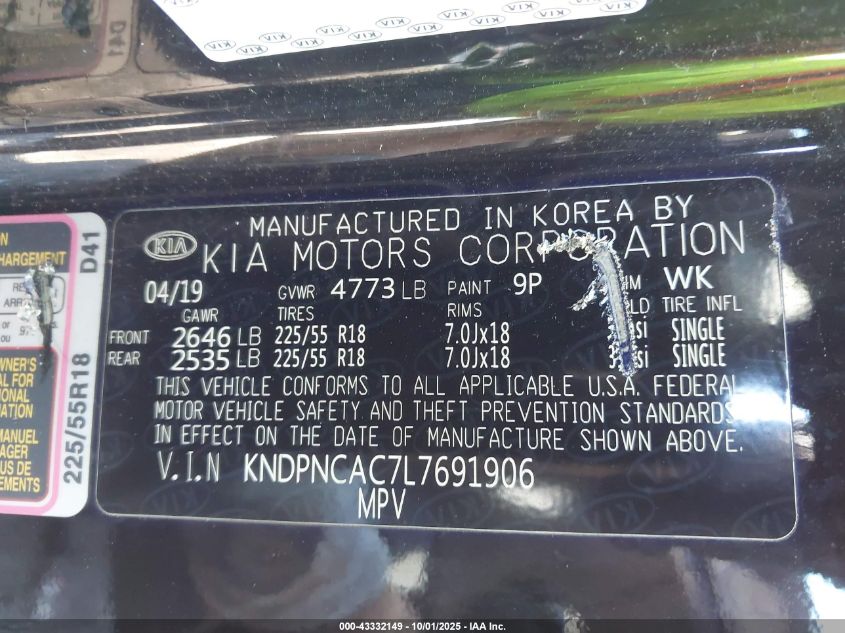 KIA
MANUFACTURED IN KOREA BY
KIA MOTORS CORPORATION
04/19 GVWR 4773 LB PAINT 9P WK
GAWR TIRES RIMS TIRE INFL
FRONT 2646 LB 225/55 R18 7.0Jx18 SINGLE
REAR 2535 LB 225/55 R18 7.0Jx18 SINGLE
THIS VEHICLE CONFORMS TO ALL APPLICABLE U.S.A. FEDERAL
MOTOR VEHICLE SAFETY AND THEFT PREVENTION STANDARDS
IN EFFECT ON THE DATE OF MANUFACTURE SHOWN ABOVE.
V.I.N KNDPNCAC7L7691906
MPV
225/55R18 D41
000-43332149 - 10/01/2025 - IAA Inc.